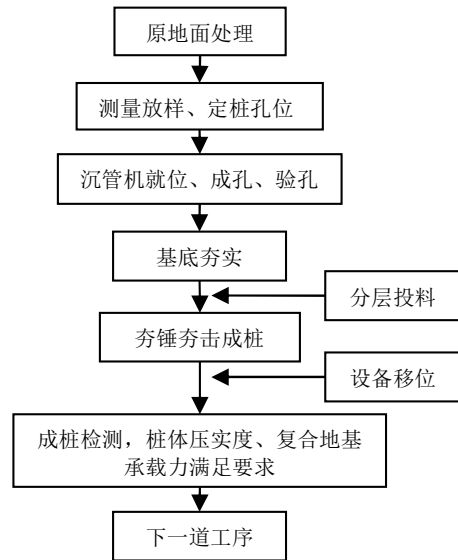 原地面处理
测量放样、定桩孔位
沉管机就位、成孔、验孔
基底夯实
分层投料
夯锤夯击成桩
设备移位
成桩检测，桩体压实度、复合地基
承载力满足要求
下一道工序